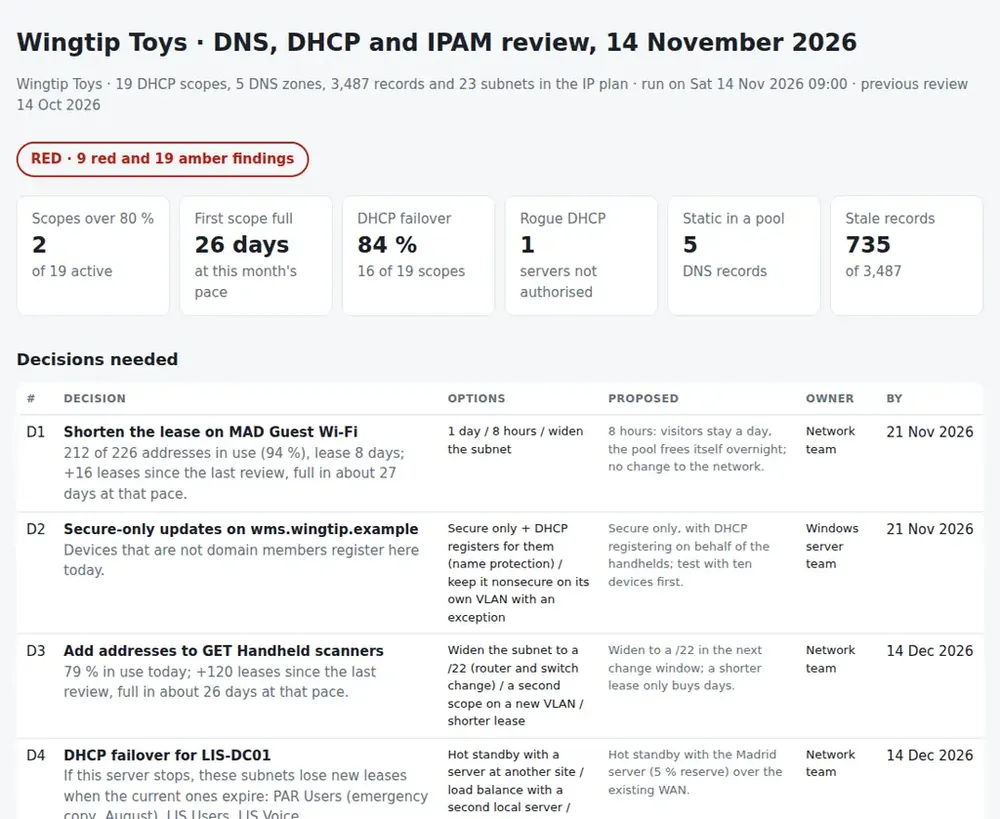 Wingtip Toys · DNS, DHCP and IPAM review, 14 November 2026
Wingtip Toys · 19 DHCP scopes, 5 DNS zones, 3,487 records and 23 subnets in the IP plan · run on Sat 14 Nov 2026 09:00 · previous review
14 Oct 2026
RED · 9 red and 19 amber findings
Scopes over 80 %
2
of 19 active
First scope full
26 days
at this month's
pace
DHCP failover
84 %
16 of 19 scopes
Rogue DHCP
1
servers not
authorised
Static in a pool
5
DNS records
Stale records
735
of 3,487
Decisions needed
# DECISION OPTIONS PROPOSED OWNER BY
D1
Shorten the lease on MAD Guest Wi-Fi
212 of 226 addresses in use (94 %), lease 8 days;
+16 leases since the last review, full in about 27
days at that pace.
1 day / 8 hours / widen
the subnet
8 hours: visitors stay a day,
the pool frees itself overnight;
no change to the network.
Network
team
21 Nov 2026
D2
Secure-only updates on wms.wingtip.example
Devices that are not domain members register here
today.
Secure only + DHCP
registers for them
(name protection) /
keep it nonsecure on its
own VLAN with an
exception
Secure only, with DHCP
registering on behalf of the
handhelds; test with ten
devices first.
Windows
server
team
21 Nov 2026
D3
Add addresses to GET Handheld scanners
79 % in use today; +120 leases since the last
review, full in about 26 days at that pace.
Widen the subnet to a
/22 (router and switch
change) / a second
scope on a new VLAN /
shorter lease
Widen to a /22 in the next
change window; a shorter
lease only buys days.
Network
team
14 Dec 2026
D4
DHCP failover for LIS-DC01
If this server stops, these subnets lose new leases
when the current ones expire: PAR Users (emergency
copy, August), LIS Users, LIS Voice.
Hot standby with a
server at another site /
load balance with a
second local server /
Hot standby with the Madrid
server (5 % reserve) over the
existing WAN.
Network
team
14 Dec 2026